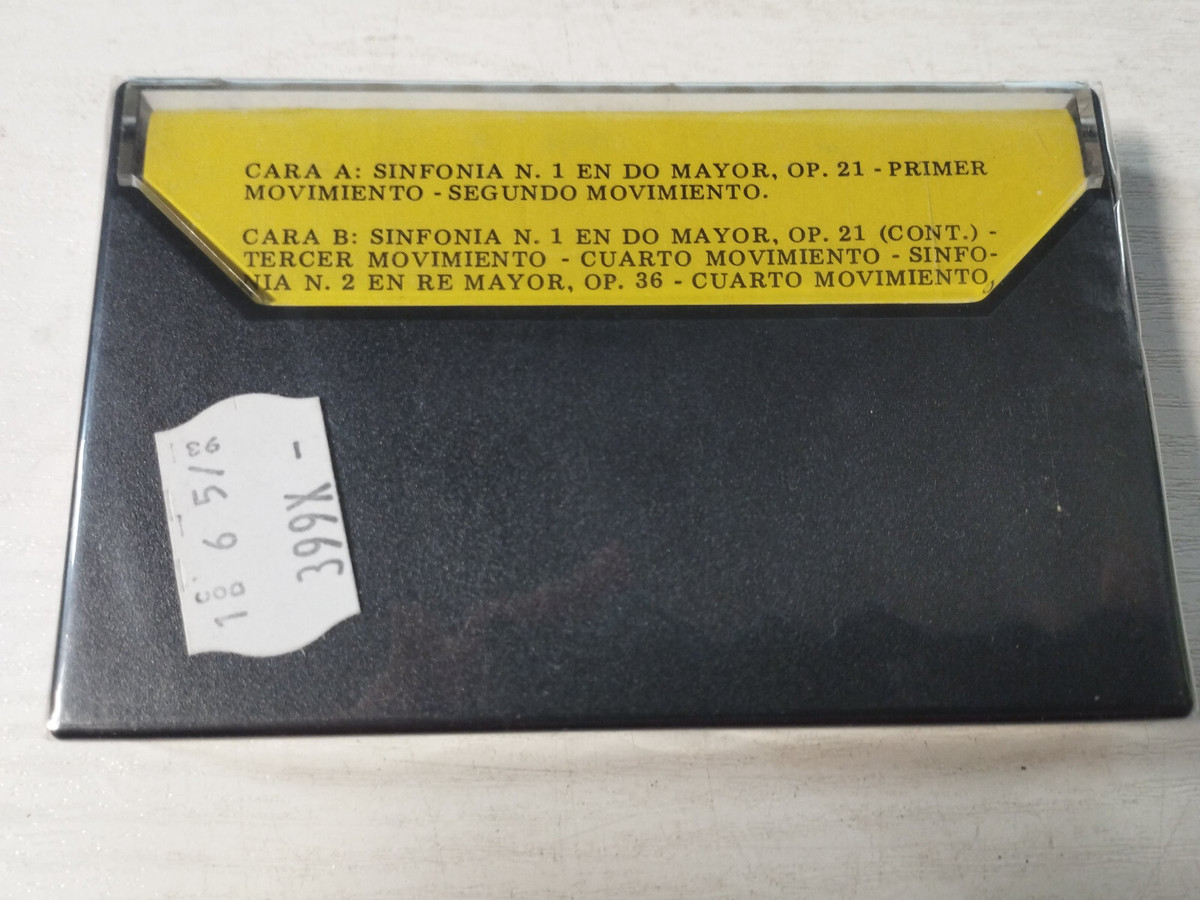 CARA A: SINFONIA N. 1 EN DO MAYOR, OP. 21 - PRIMER
MOVIMIENTO - SEGUNDO MOVIMIENTO.
CARA B: SINFONIA N. 1 EN DO MAYOR, OP. 21 (CONT.) -
TERCER MOVIMIENTO - CUARTO MOVIMIENTO - SINFO-
NIA N. 2 EN RE MAYOR, OP. 36 - CUARTO MOVIMIENTO,
399X -